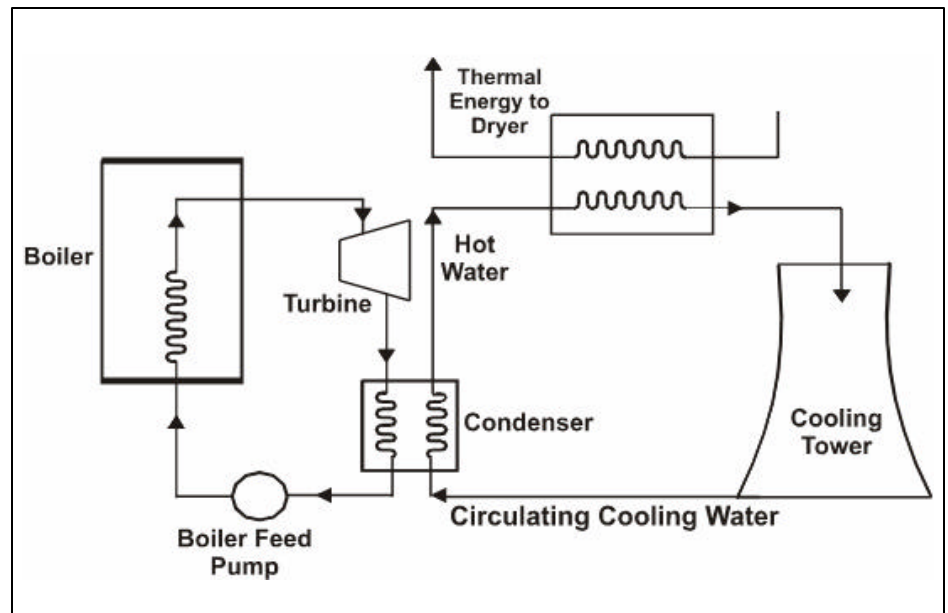 Thermal
Energy to
Dryer
Boiler
Hot
Water
Turbine
Condenser
Cooling
Tower
Circulating Cooling Water
Boiler Feed
Pump